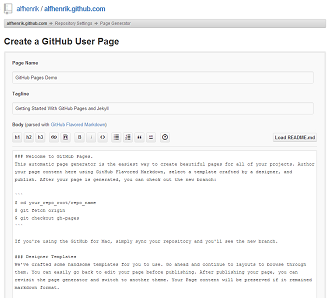 alfhenrik / alfhenrik.github.com
alfhenrik.github.com → Repository Settings → Page Generator
Create a GitHub User Page
Page Name
GitHub Pages Demo
Tagline
Getting Started With GitHub Pages and Jekyll
Body (parsed with GitHub Flavored Markdown)
h1 h2 h3 B i <> Load README.md
### Welcome to GitHub Pages.
This automatic page generator is the easiest way to create beautiful pages for all of your projects. Author
your page content here using GitHub Flavored Markdown, select a template crafted by a designer, and
publish. After your page is generated, you can check out the new branch:
```
$ cd your_repo_root/repo_name
$ git fetch origin
$ git checkout gh-pages
```
If you're using the GitHub for Mac, simply sync your repository and you'll see the new branch.
### Designer Templates
We've crafted some handsome templates for you to use. Go ahead and continue to layouts to browse through
them. You can easily go back to edit your page before publishing. After publishing your page, you can
revisit the page generator and switch to another theme. Your Page content will be preserved if it remained
markdown format.